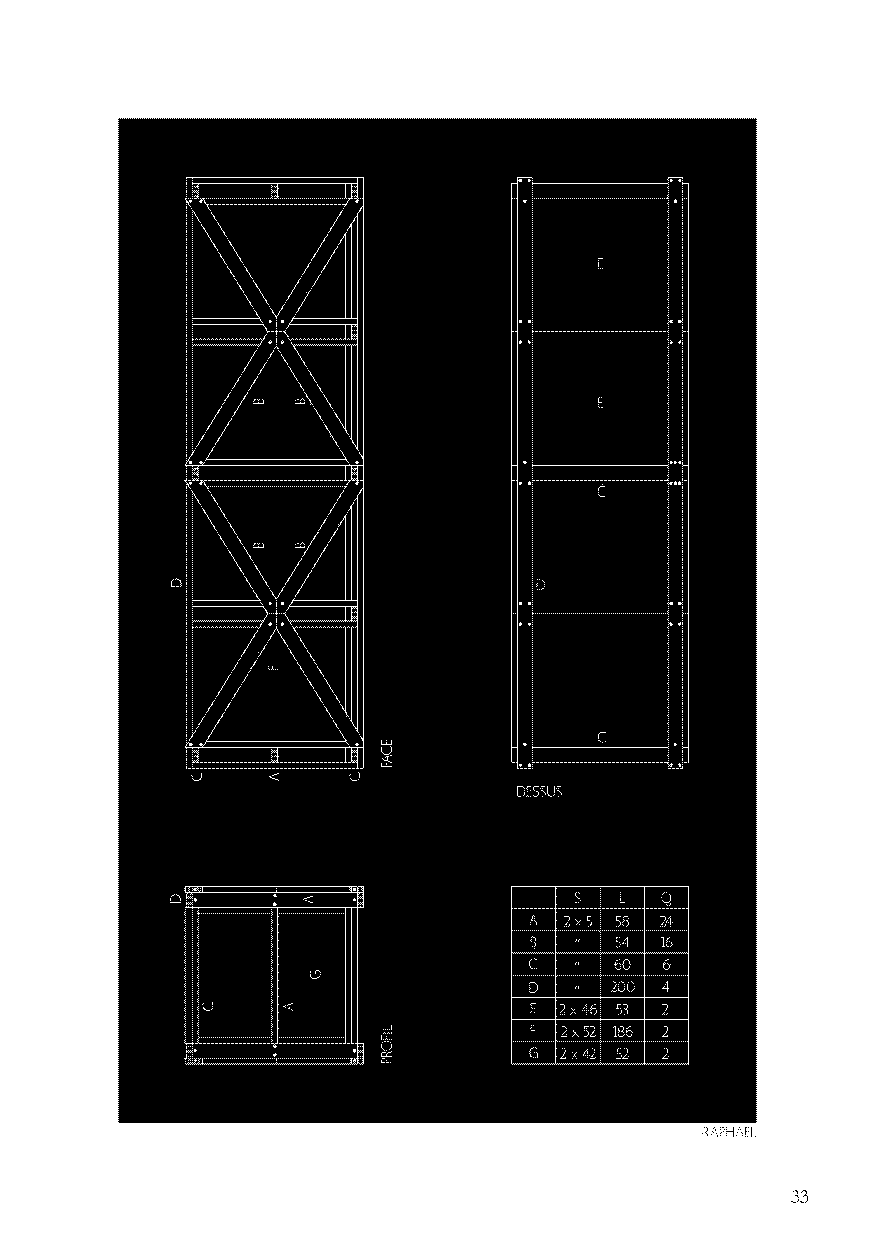 E
E
C
B B
B B
D
D
F
C
FACE
C A C
DESSUS
D A
G
C A
PROFIL
S L Q
A 2 x 5 58 24
B " 54 16
C " 60 6
D " 200 4
E 2 x 46 53 2
F 2 x 52 186 2
G 2 x 42 52 2
RAPHAEL
33